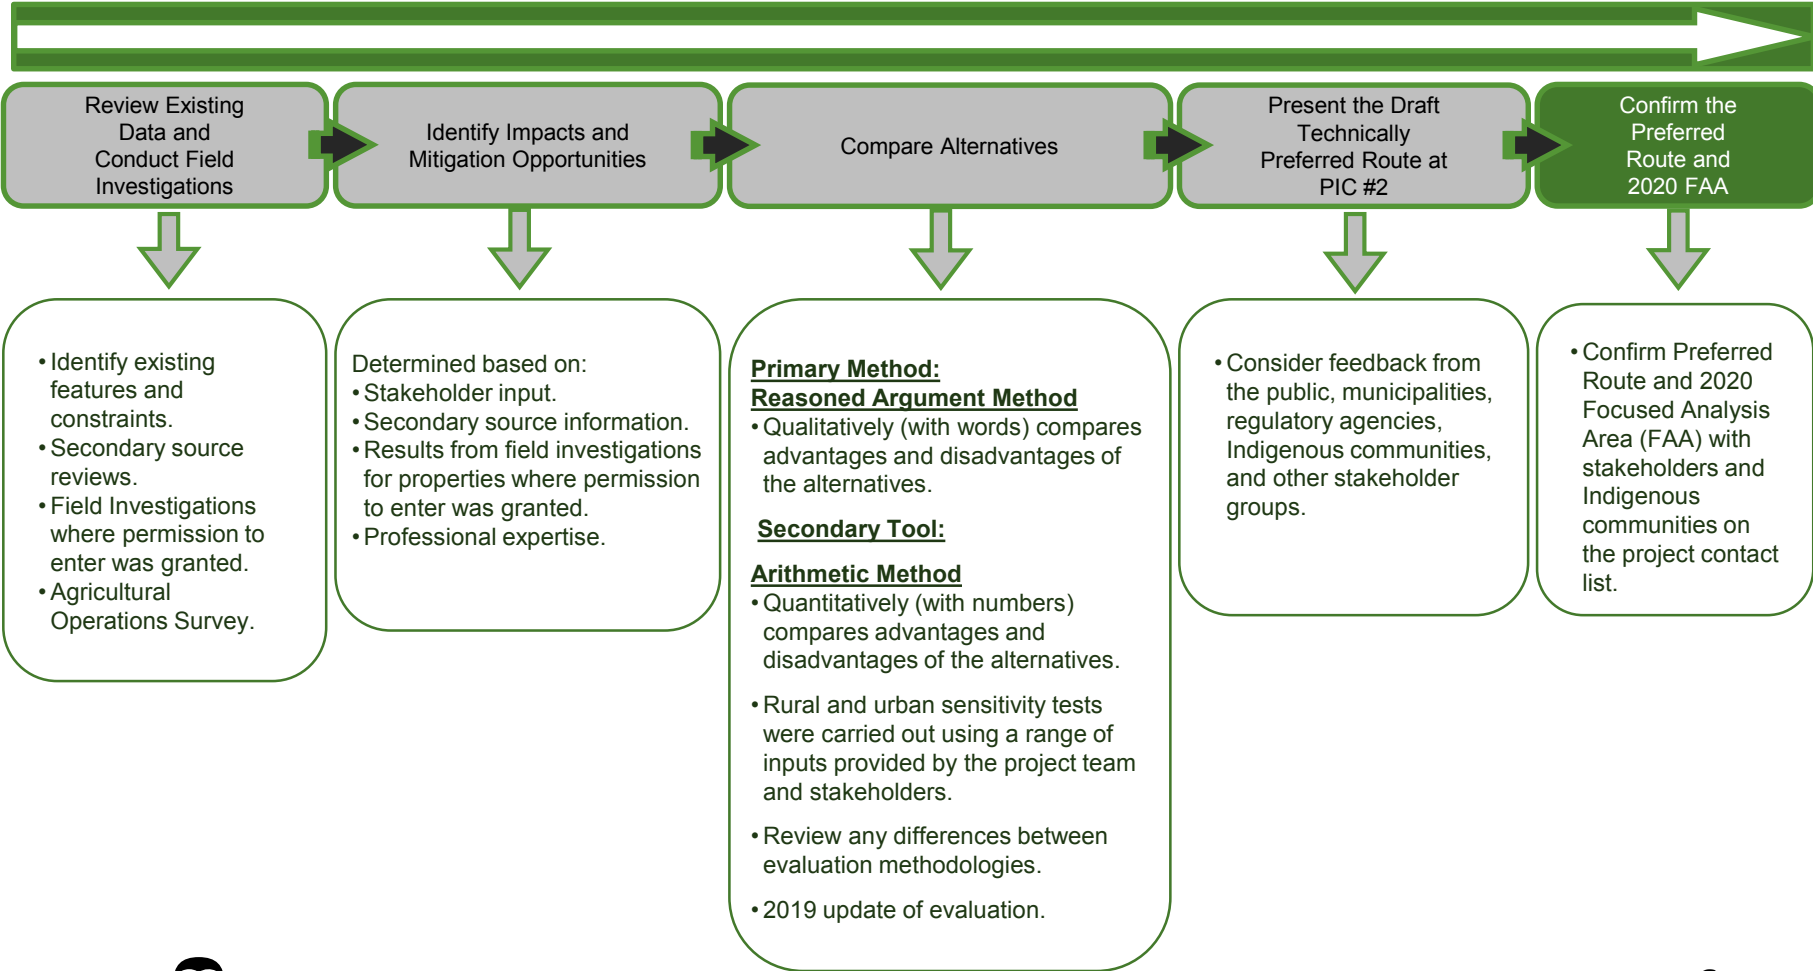 Review Existing
Data and
Conduct Field
Investigations
Identify Impacts and
Mitigation Opportunities
Compare Alternatives
Present the Draft
Technically
Preferred Route at
PIC #2
Confirm the
Preferred
Route and
2020 FAA
• Identify existing
features and
constraints.
• Secondary source
reviews.
• Field Investigations
where permission to
enter was granted.
• Agricultural
Operations Survey.
Determined based on:
• Stakeholder input.
• Secondary source information.
• Results from field investigations
for properties where permission
to enter was granted.
• Professional expertise.
Primary Method:
Reasoned Argument Method
• Qualitatively (with words) compares
advantages and disadvantages of
the alternatives.
Secondary Tool:
Arithmetic Method
• Quantitatively (with numbers)
compares advantages and
disadvantages of the alternatives.
• Rural and urban sensitivity tests
were carried out using a range of
inputs provided by the project team
and stakeholders.
• Review any differences between
evaluation methodologies.
• 2019 update of evaluation.
• Consider feedback from
the public, municipalities,
regulatory agencies,
Indigenous communities,
and other stakeholder
groups.
• Confirm Preferred
Route and 2020
Focused Analysis
Area (FAA) with
stakeholders and
Indigenous
communities on
the project contact
list.